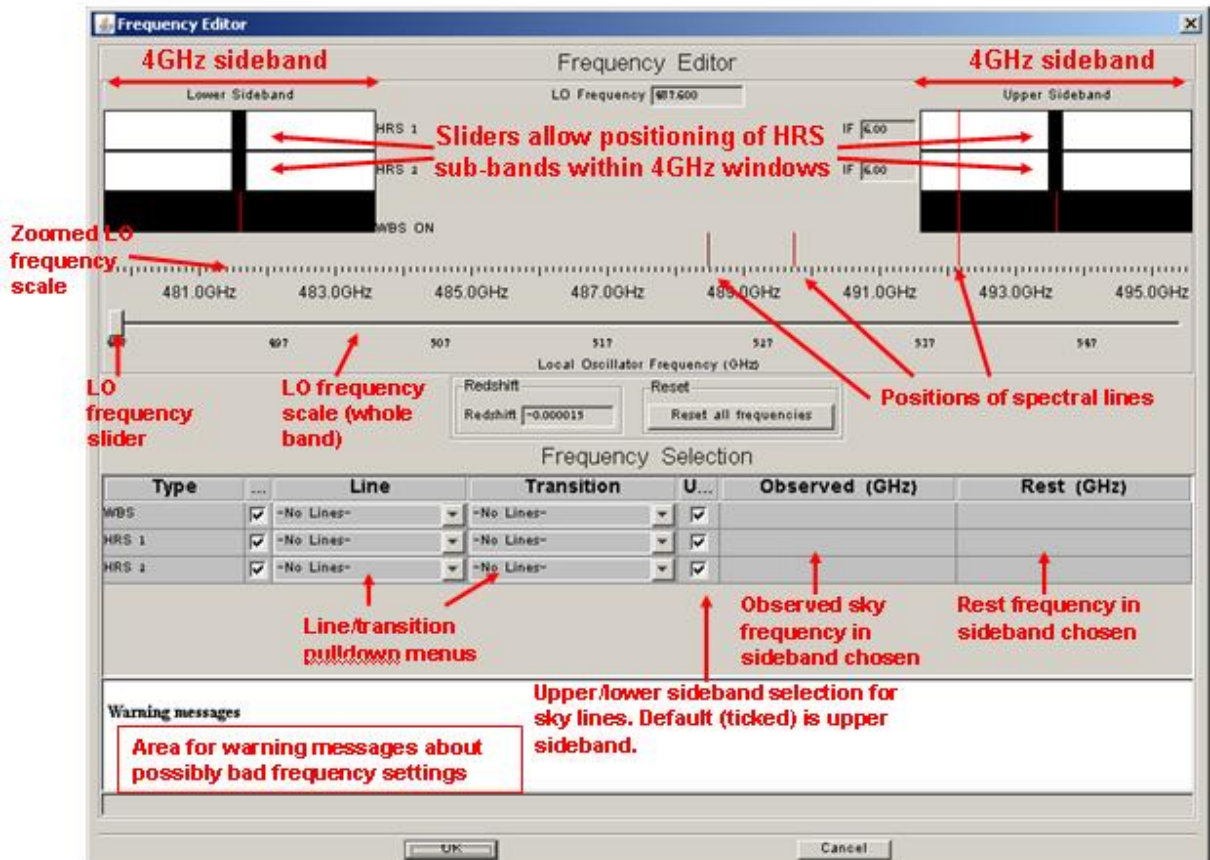 Frequency Editor
4GHz sideband
Frequency Editor
4GHz sideband
Lower Sideband
LO Frequency 487.600
Upper Sideband
HRS 1
Sliders allow positioning of HRS
sub-bands within 4GHz windows
IF 6.00
HRS 2
IF 6.00
WBS ON
Zoomed LO
frequency
scale
481.0GHz 483.0GHz 485.0GHz 487.0GHz 489.0GHz 491.0GHz 493.0GHz 495.0GHz
497 507 517 527 537 547
Local Oscillator Frequency (GHz)
LO
frequency
slider
LO frequency
scale (whole
band)
Redshift
Redshift -0.000015
Reset
Reset all frequencies
Positions of spectral lines
Frequency Selection
Type ... Line Transition U... Observed (GHz) Rest (GHz)
WBS -No Lines- -No Lines-
HRS 1 -No Lines- -No Lines-
HRS 2 -No Lines- -No Lines-
Line/transition
pulldown menus
Observed sky
frequency in
sideband chosen
Rest frequency in
sideband chosen
Upper/lower sideband selection for
sky lines. Default (ticked) is upper
sideband.
Warning messages
Area for warning messages about
possibly bad frequency settings
OK
Cancel